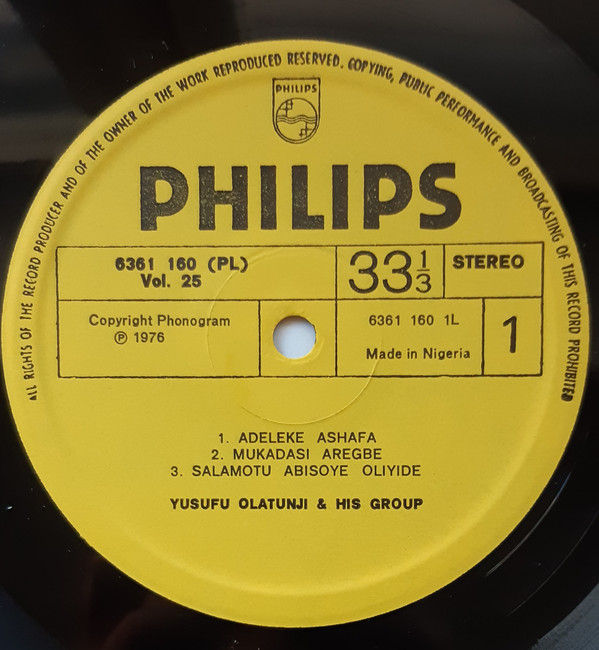 ALL RIGHTS OF THE RECORD PRODUCER AND OF THE OWNER OF THE WORK REPRODUCED RESERVED. COPYING, PUBLIC PERFORMANCE AND BROADCASTING OF THIS RECORD PROHIBITED
PHILIPS
PHILIPS
6361 160 (PL)
Vol. 25
33 1/3
STEREO
Copyright Phonogram
℗ 1976
6361 160 1L
Made in Nigeria
1
1. ADELEKE ASHAFA
2. MUKADASI AREGBE
3. SALAMOTU ABISOYE OLIYIDE
YUSUFU OLATUNJI & HIS GROUP